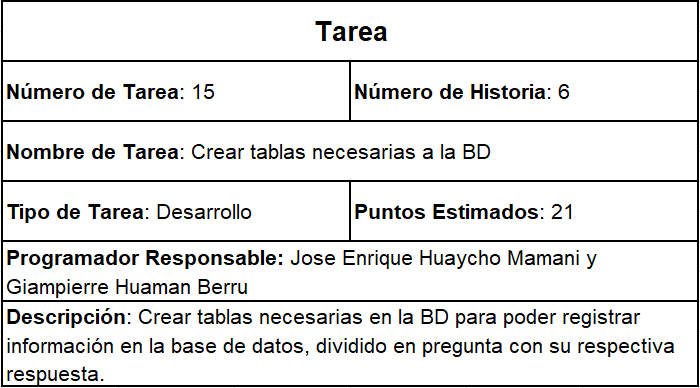 Tarea
Número de Tarea: 15
Número de Historia: 6
Nombre de Tarea: Crear tablas necesarias a la BD
Tipo de Tarea: Desarrollo
Puntos Estimados: 21
Programador Responsable: Jose Enrique Huaycho Mamani y
Giampierre Huaman Berru
Descripción: Crear tablas necesarias en la BD para poder registrar
información en la base de datos, dividido en pregunta con su respectiva
respuesta.